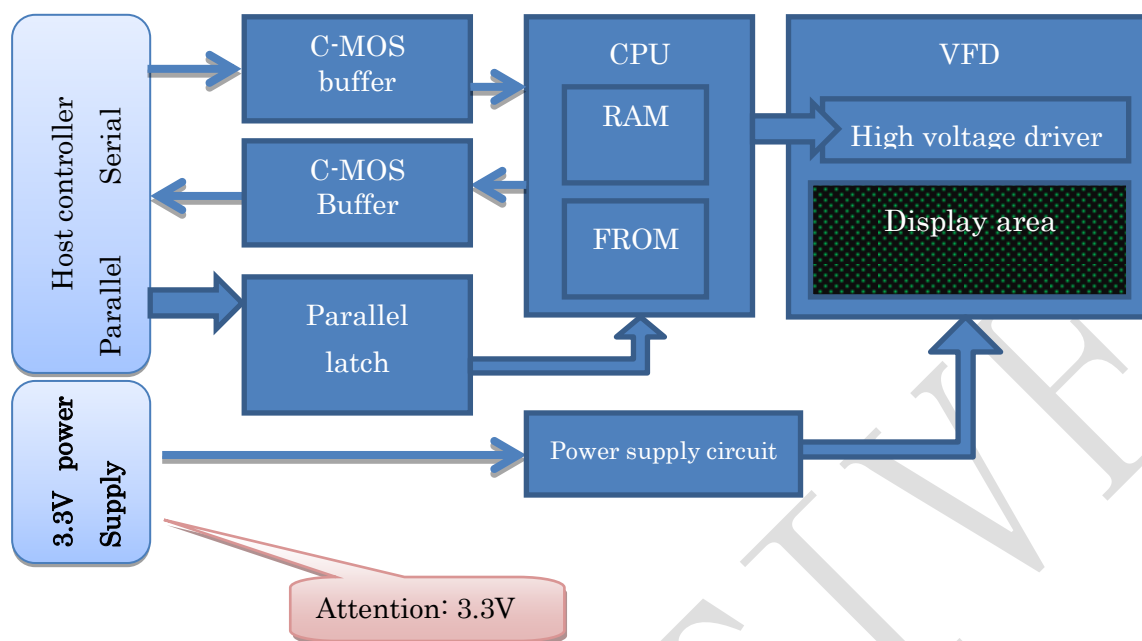 Host controller
Serial
Parallel
C-MOS
buffer
C-MOS
Buffer
Parallel
latch
CPU
RAM
FROM
VFD
High voltage driver
Display area
3.3V power
Supply
Power supply circuit
Attention: 3.3V